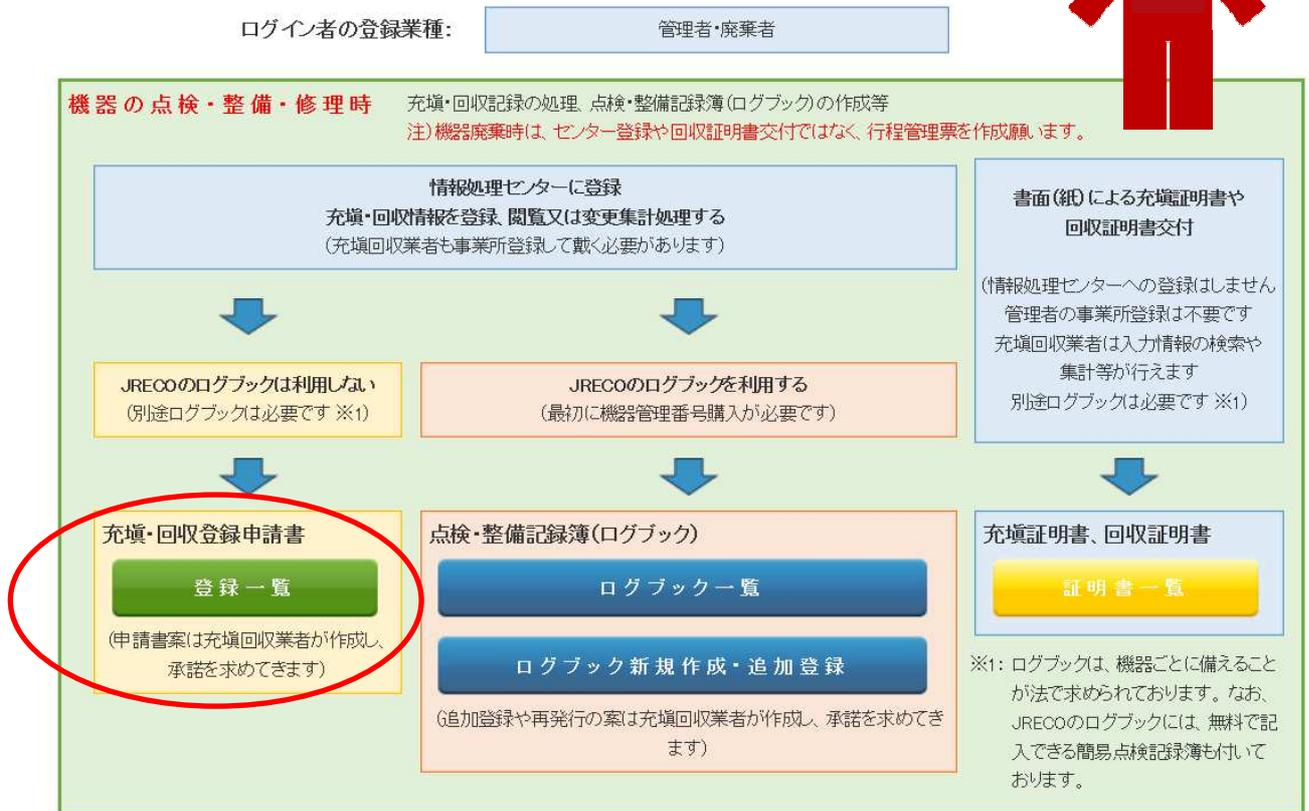 ログイン者の登録業種:
管理者・廃棄者
機器の点検・整備・修理時
充塡・回収記録の処理、点検・整備記録簿(ログブック)の作成等
注)機器廃棄時は、センター登録や回収証明書交付ではなく、行程管理票を作成願います。
情報処理センターに登録
充塡・回収情報を登録、閲覧又は変更集計処理する
(充塡回収業者も事業所登録して戴く必要があります)
書面(紙)による充塡証明書や
回収証明書交付
(情報処理センターへの登録はしません
管理者の事業所登録は不要です
充塡回収業者は入力情報の検索や
集計等が行えます
別途ログブックは必要です ※1)
JRECOのログブックは利用しない
(別途ログブックは必要です ※1)
JRECOのログブックを利用する
(最初に機器管理番号購入が必要です)
充塡・回収登録申請書
登録一覧
(申請書案は充塡回収業者が作成し、
承諾を求めてきます)
点検・整備記録簿(ログブック)
ログブック一覧
ログブック新規作成・追加登録
(追加登録や再発行の案は充塡回収業者が作成し、承諾を求めてき
ます)
充塡証明書、回収証明書
証明書一覧
※1: ログブックは、機器ごとに備えること
が法で求められております。なお、
JRECOのログブックには、無料で記
入できる簡易点検記録簿も付いて
おります。